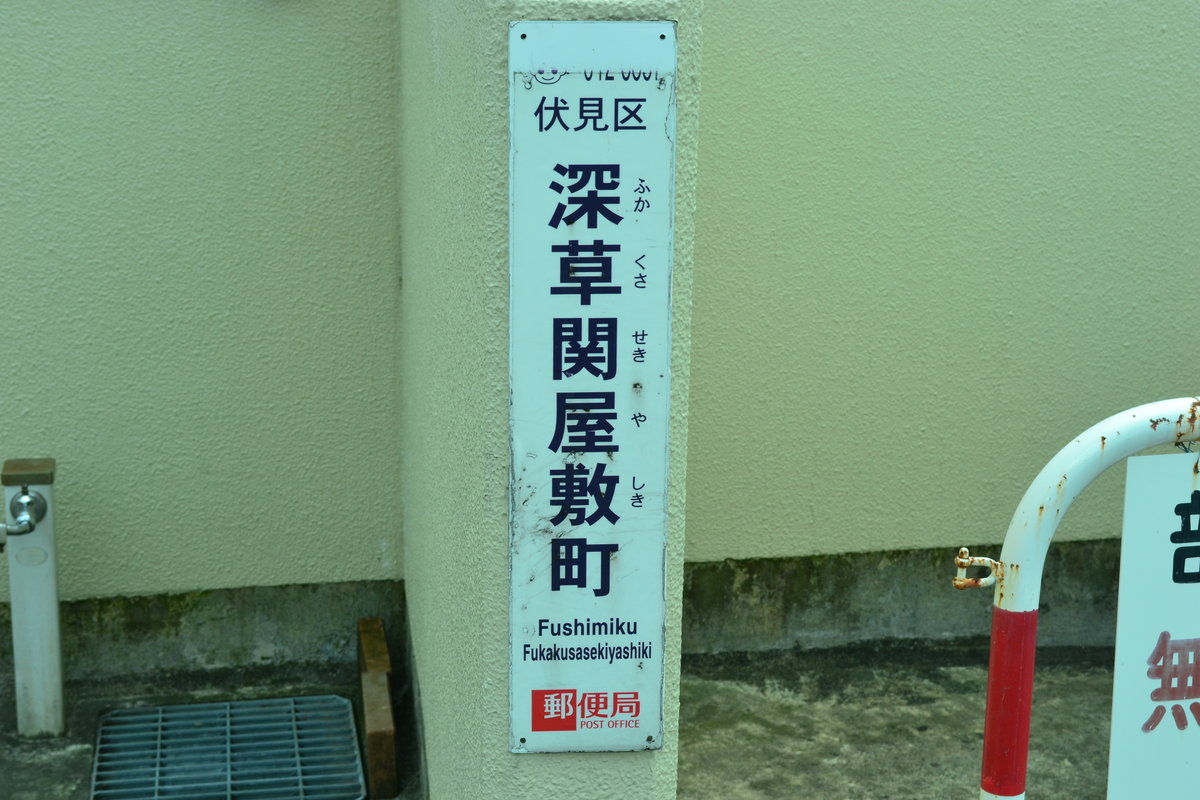 伏見区
深草関屋敷町
ふか くさ せき や しき
Fushimiku
Fukakusasekiyashiki
郵便局
POST OFFICE
無